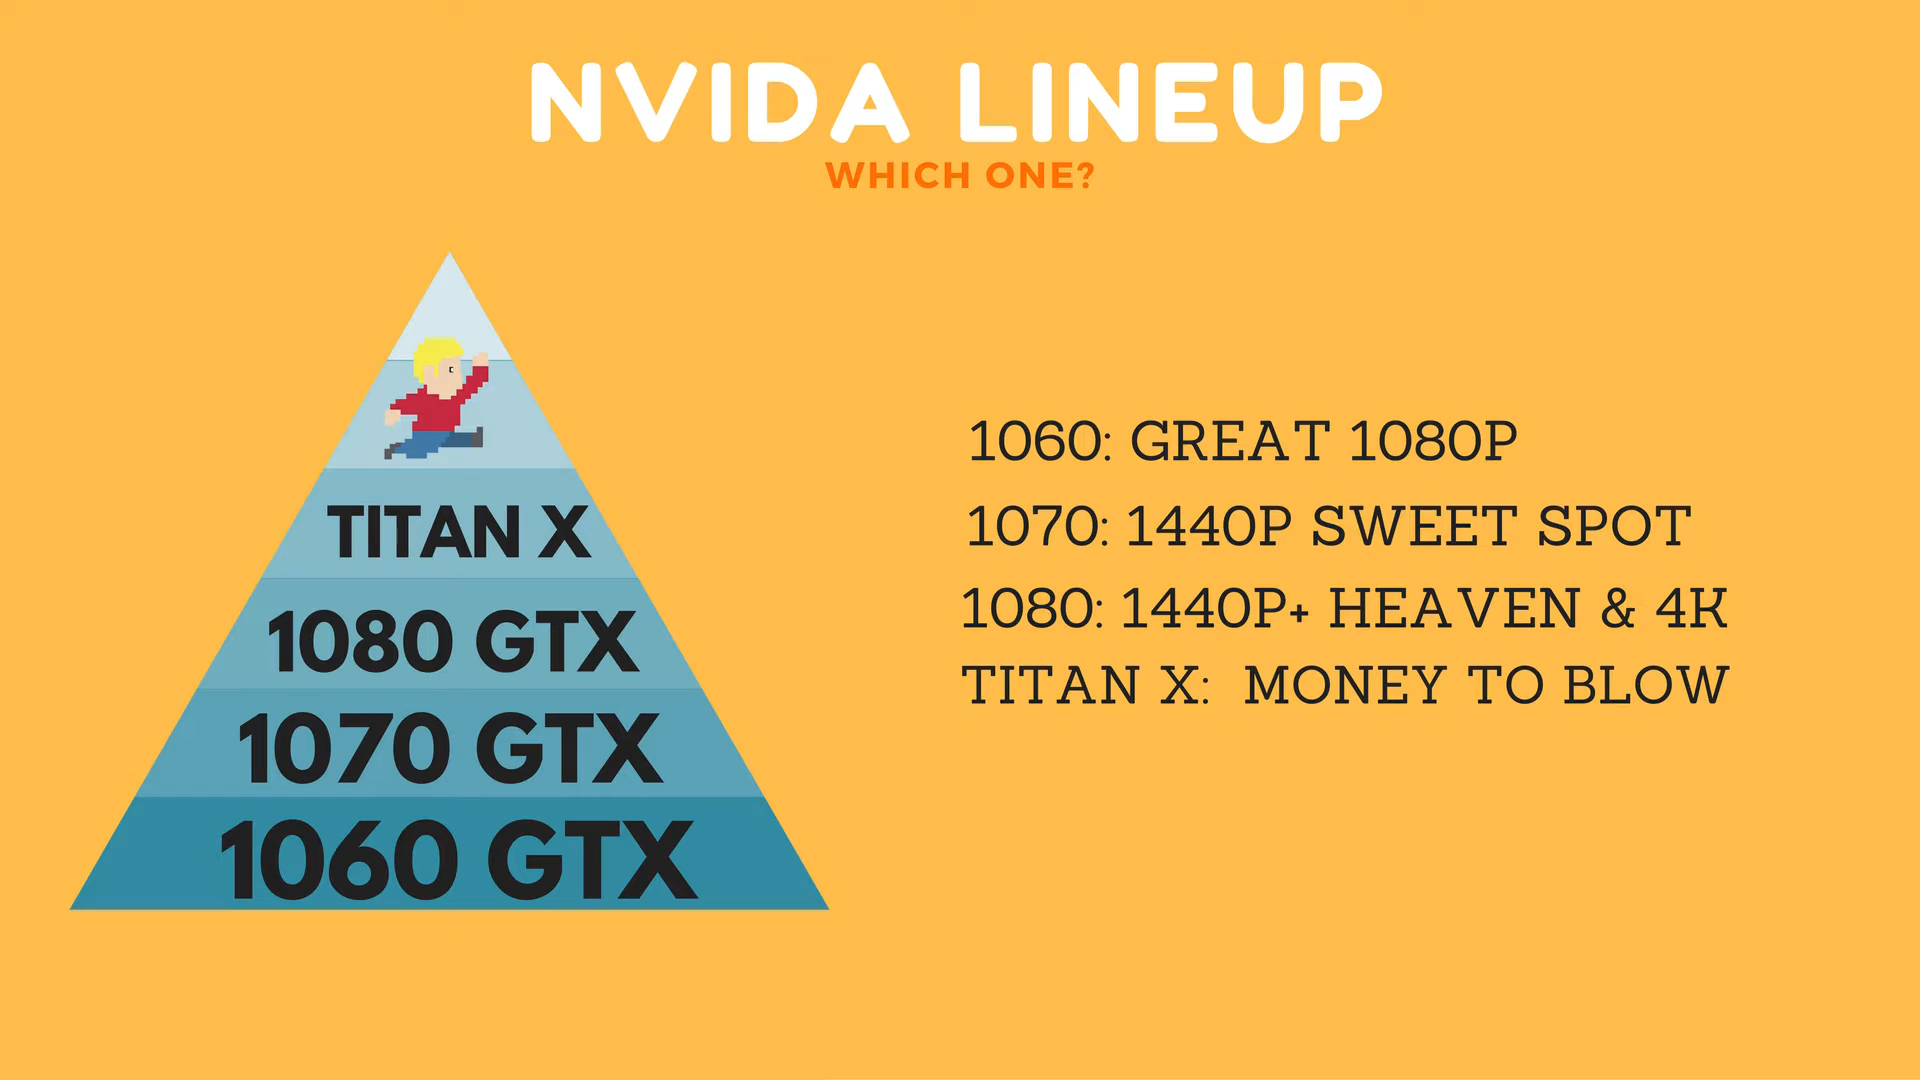 NVIDA LINEUP
WHICH ONE?
TITAN X
1080 GTX
1070 GTX
1060 GTX
1060: GREAT 1080P
1070: 1440P SWEET SPOT
1080: 1440P+ HEAVEN & 4K
TITAN X:  MONEY TO BLOW